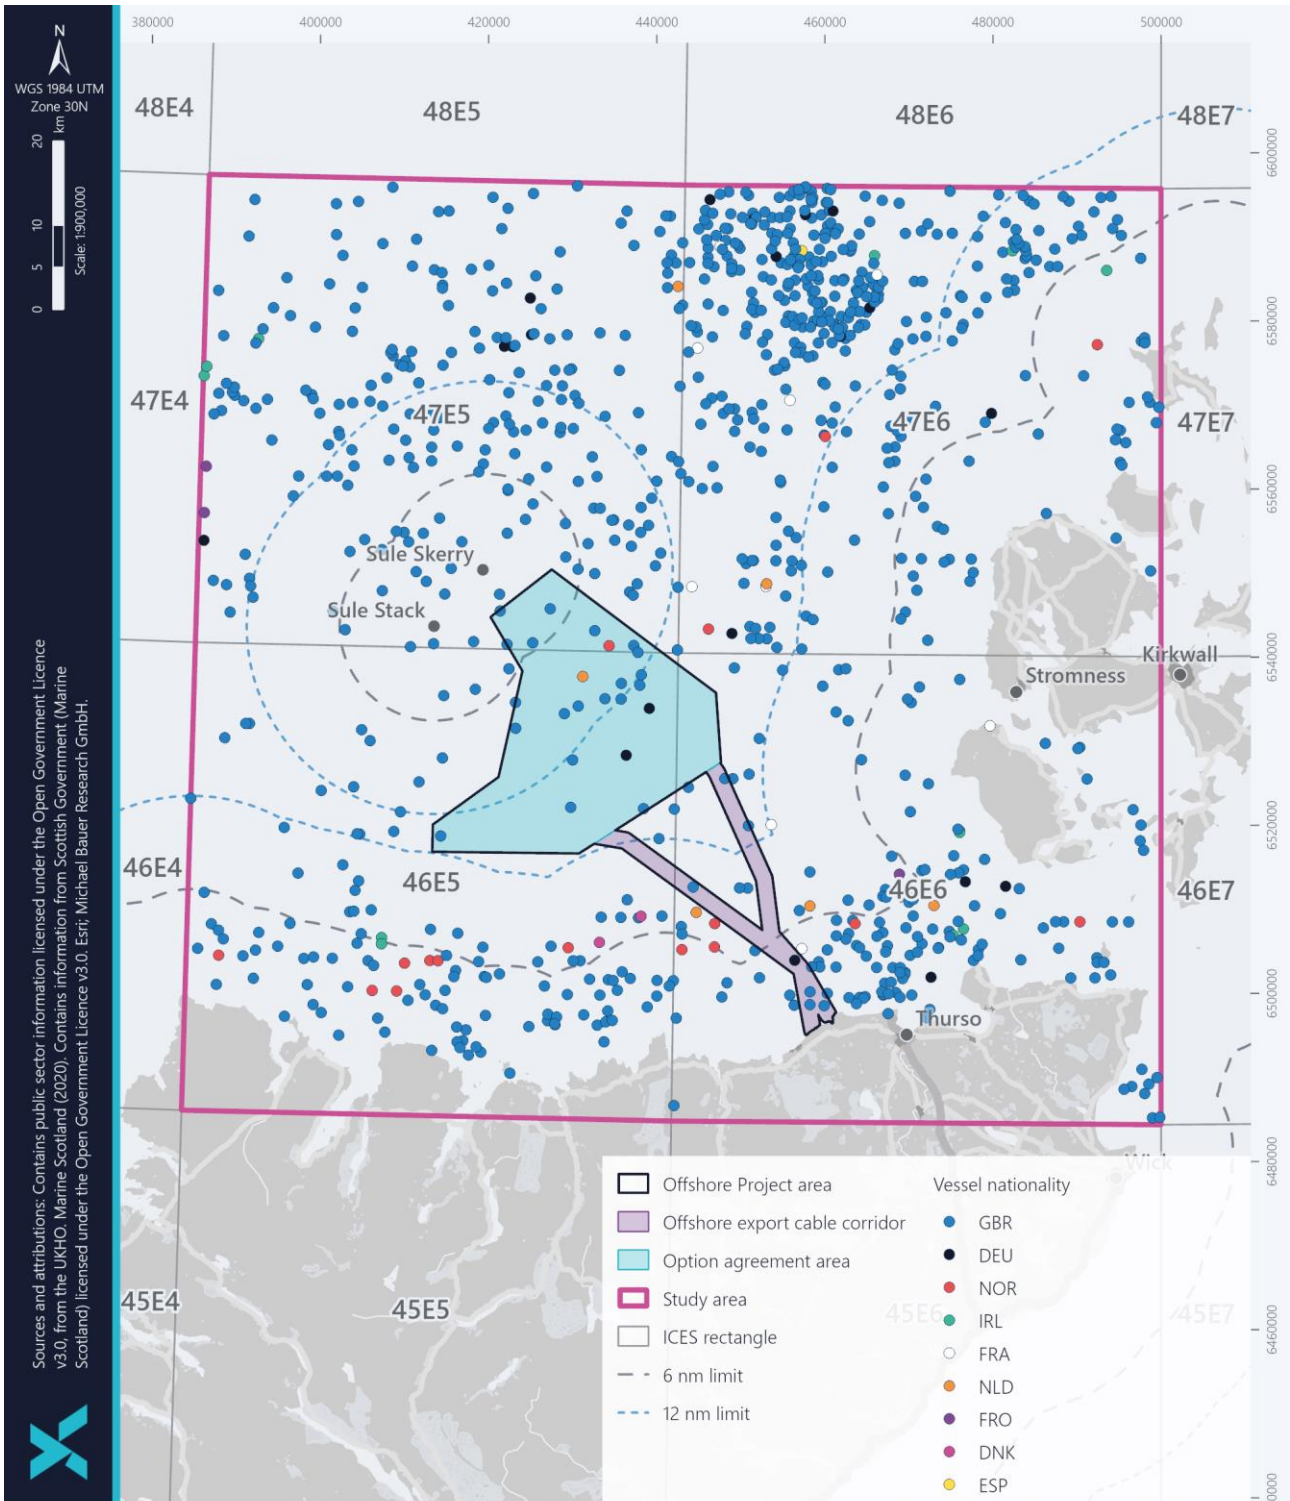 380000
400000
420000
440000
460000
480000
500000
N
WGS 1984 UTM
Zone 30N
20
km
10
5
0
Scale: 1:900,000
48E4
48E5
48E6
48E7
6600000
6580000
47E4
47E5
47E6
47E7
6560000
Sule Skerry
Sule Stack
6540000
Kirkwall
Stromness
6520000
46E4
46E5
46E6
46E7
6500000
Thurso
6480000
Wick
45E4
45E5
45E6
45E7
6460000
Offshore Project area
Offshore export cable corridor
Option agreement area
Study area
ICES rectangle
6 nm limit
12 nm limit
Vessel nationality
GBR
DEU
NOR
IRL
FRA
NLD
FRO
DNK
ESP
Sources and attributions: Contains public sector information licensed under the Open Government Licence
v3.0, from the UKHO. Marine Scotland (2020). Contains information from Scottish Government (Marine
Scotland) licensed under the Open Government Licence v3.0. Esri; Michael Bauer Research GmbH.